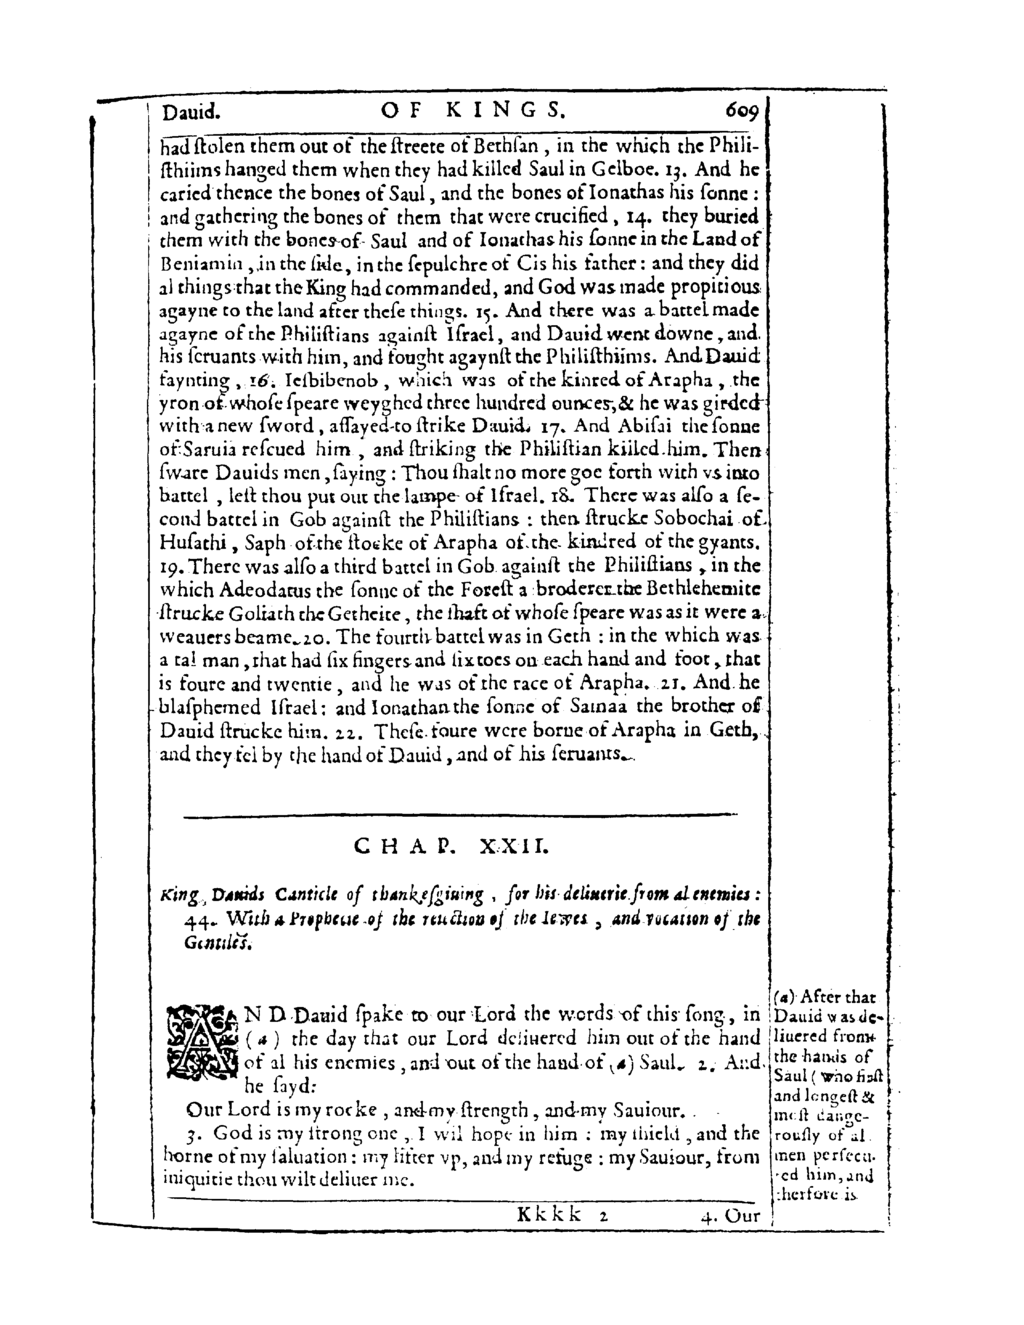 Dauid. OF KINGS. 609
had ſtolen them out of the ſtreete of Bethſan, in the which the Phili-
ſthiims hanged them when they had killed Saul in Gelboe. 13. And he
caried thence the bones of Saul, and the bones of Ionathas his ſonne:
and gathering the bones of them that were crucified, 14. they buried
them with the bones of Saul and of Ionathas his ſonne in the Land of
Beniamin, in the ſide, in the ſepulchre of Cis his father: and they did
al things that the King had commanded, and God was made propitious
agayne to the land after theſe things. 15. And there was a battel made
agayne of the Philiſtians againſt Iſrael, and Dauid went downe, and
his ſeruants with him, and fought agaynſt the Philiſthiims. And Dauid
faynting, 16. Ieſbibenob, which was of the kinred of Arapha, the
yron of whoſe ſpeare weyghed three hundred ounces, & he was girded
with a new ſword, aſſayed to ſtrike Dauid. 17. And Abiſai the ſonne
of Saruia reſcued him, and ſtriking the Philiſtian killed him. Then
ſware Dauids men, ſaying: Thou ſhalt no more goe forth with vs into
battel, leſt thou put out the lampe of Iſrael. 18. There was alſo a ſe-
cond battel in Gob againſt the Philiſtians: then ſtrucke Sobochai of
Huſathi, Saph of the ſtocke of Arapha of the kindred of the gyants.
19. There was alſo a third battel in Gob againſt the Philiſtians, in the
which Adeodatus the ſonne of the Foreſt a broderer the Bethlehemite
ſtrucke Goliath the Getheite, the ſhaft of whoſe ſpeare was as it were a
weauers beame. 20. The fourth battel was in Geth: in the which was
a tal man, that had ſix fingers and ſix toes on each hand and foot, that
is foure and twentie, and he was of the race of Arapha. 21. And he
blaſphemed Iſrael: and Ionathan the ſonne of Samaa the brother of
Dauid ſtrucke him. 22. Theſe foure were borne of Arapha in Geth,
and they fel by the hand of Dauid, and of his ſeruants.
CHAP. XXII.
King Dauids Canticle of thankeſgiuing, for his deliuerie from al enemies:
44. With a Prophecie of the reiection of the Iewes, and vocation of the
Gentiles.
AND Dauid ſpake to our Lord the words of this ſong, in
(a) the day that our Lord deliuered him out of the hand
of al his enemies, and out of the hand of (a) Saul. 2. And
he ſayd:
Our Lord is my rocke, and my ſtrength, and my Sauiour.
3. God is my ſtrong one, I wil hope in him: my ſhield, and the
horne of my ſaluation: my lifter vp, and my refuge: my Sauiour, from
iniquitie thou wilt deliuer me.
(a) After that
Dauid was de-
liuered from
the hands of
Saul (who firſt
and longeſt &
moſt dange-
rouſly of al
men perſecu-
ed him, and
therfore is
Kkkk 2 4. Our